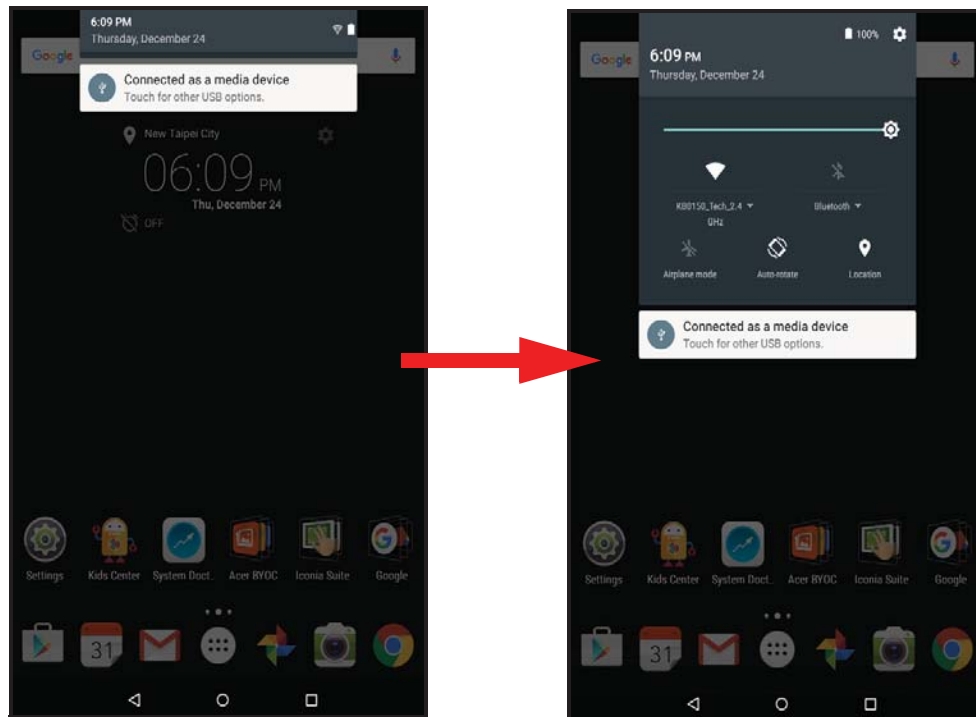 6:09 PM
Thursday, December 24
Google
Connected as a media device
Touch for other USB options.
New Taipei City
06:09 PM
Thu, December 24
OFF
Settings
Kids Center
System Doct..
Acer BYOC
Iconia Suite
Google
31
100%
6:09 PM
Thursday, December 24
Google
KB0150_Tech_2.4
GHz
Bluetooth
Airplane mode
Auto-rotate
Location
Connected as a media device
Touch for other USB options.
Settings
Kids Center
System Doct..
Acer BYOC
Iconia Suite
Google
31